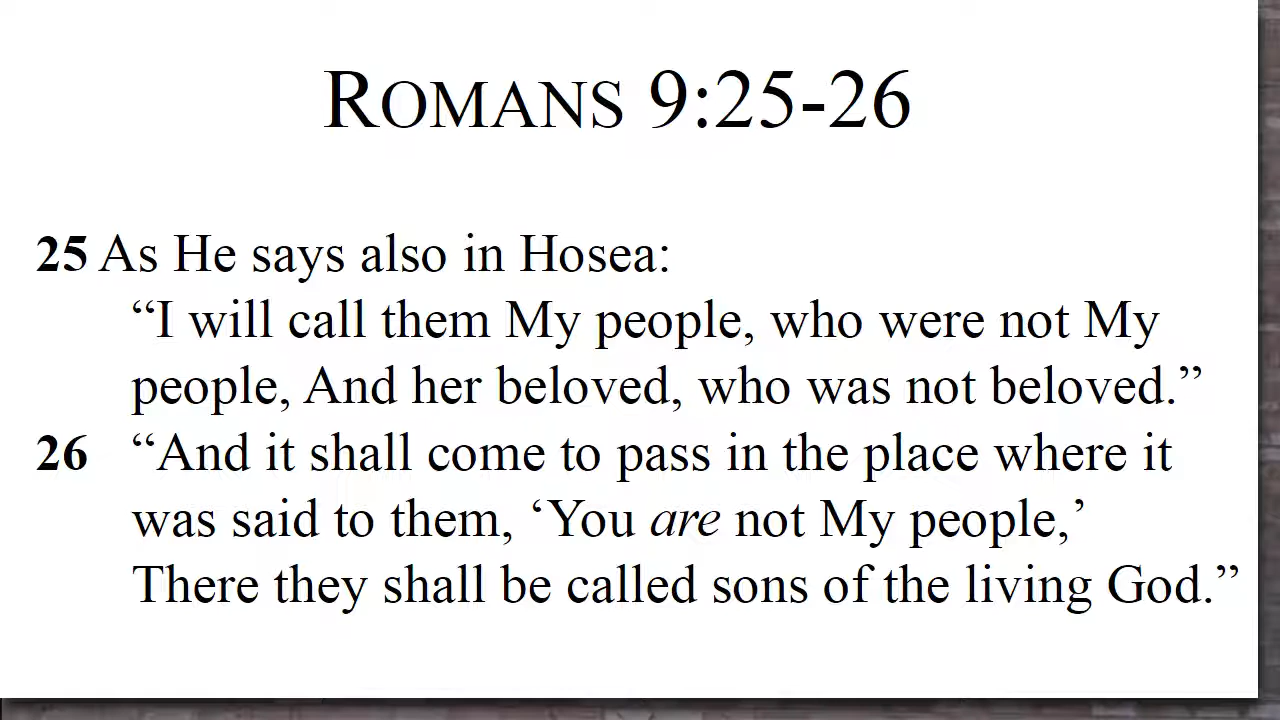 ROMANS 9:25-26
25 As He says also in Hosea:
“I will call them My people, who were not My
people, And her beloved, who was not beloved.”
26 “And it shall come to pass in the place where it
was said to them, ‘You are not My people,’
There they shall be called sons of the living God.”